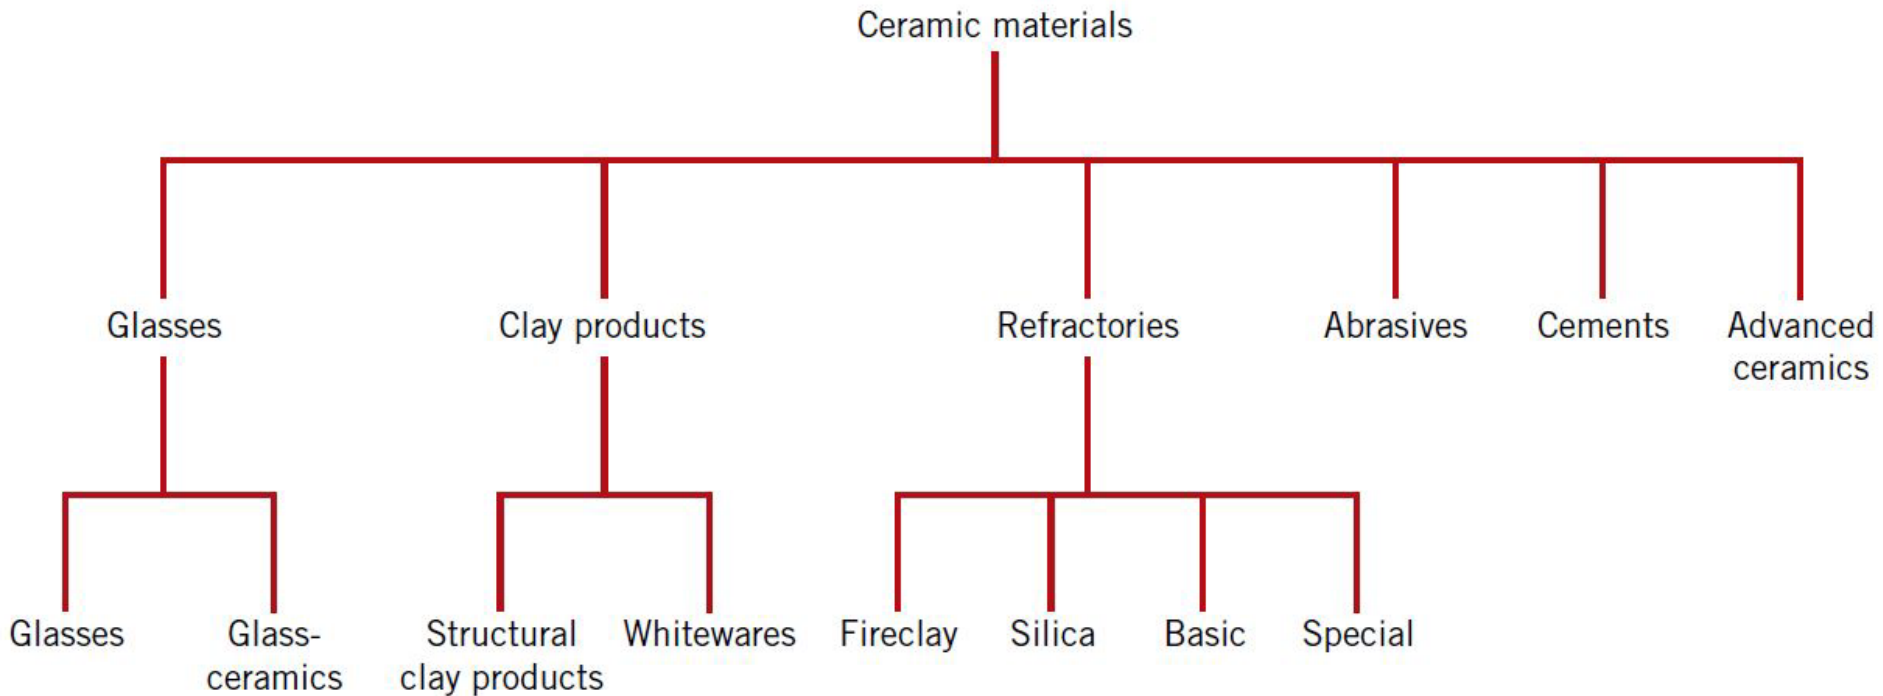 Ceramic materials
Glasses
Clay products
Refractories
Abrasives
Cements
Advanced
ceramics
Glasses
Glass-
ceramics
Structural
clay products
Whitewares
Fireclay
Silica
Basic
Special